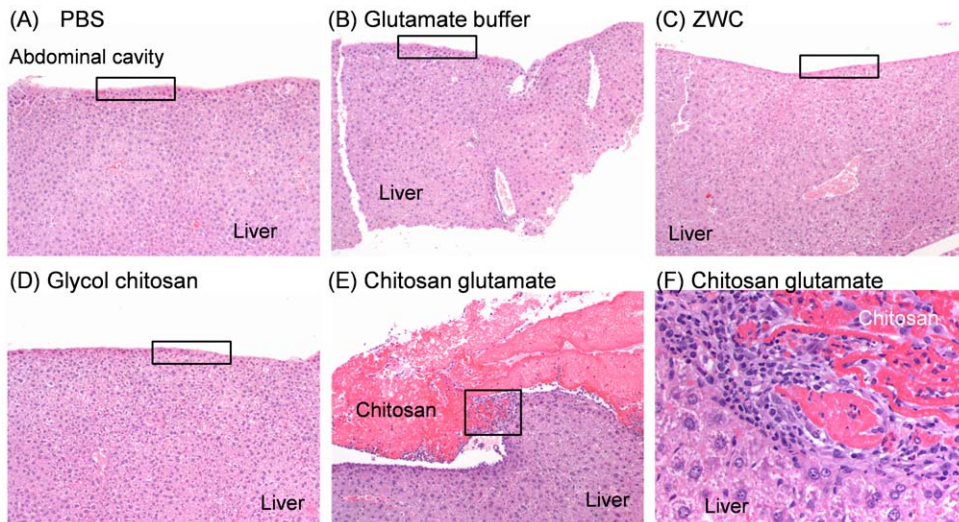 (A) PBS
(B) Glutamate buffer
(C) ZWC
Abdominal cavity
Liver
Liver
Liver
(D) Glycol chitosan
(E) Chitosan glutamate
(F) Chitosan glutamate
Chitosan
Chitosan
Liver
Liver
Liver